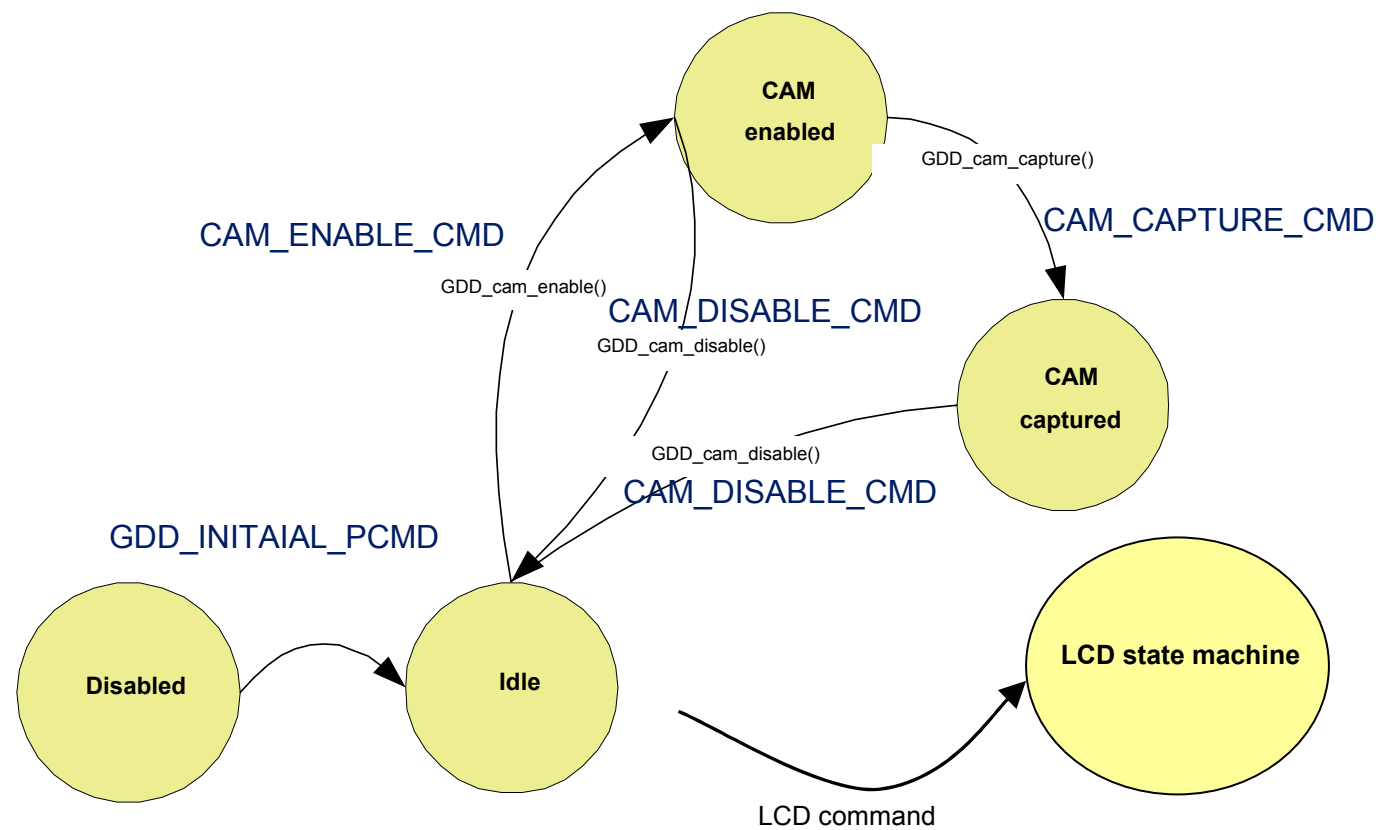 CAM
enabled
GDD_cam_capture()
CAM_ENABLE_CMD
CAM_CAPTURE_CMD
GDD_cam_enable()
CAM_DISABLE_CMD
GDD_cam_disable()
CAM
captured
GDD_cam_disable()
CAM_DISABLE_CMD
GDD_INITAIAL_PCMD
Disabled
Idle
LCD state machine
LCD command